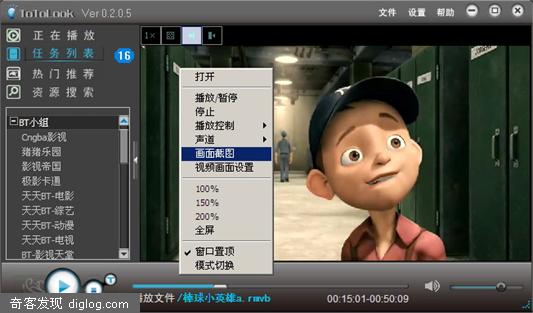 ToToLook Ver 0.2.0.5 文件 设置 帮助
正在播放
任务列表 16
热门推荐
资源搜索
1×
BT小组
Cngba影视
猪猪乐园
影视帝国
极影卡通
天天BT-电影
天天BT-综艺
天天BT-动漫
天天BT-电视
BT-影视天堂
打开
播放/暂停
停止
播放控制
声道
画面截图
视频画面设置
100%
150%
200%
全屏
窗口置顶
模式切换
播放文件/棒球小英雄a.rmvb 00:15:01-00:50:09
奇客发现 diglog.com